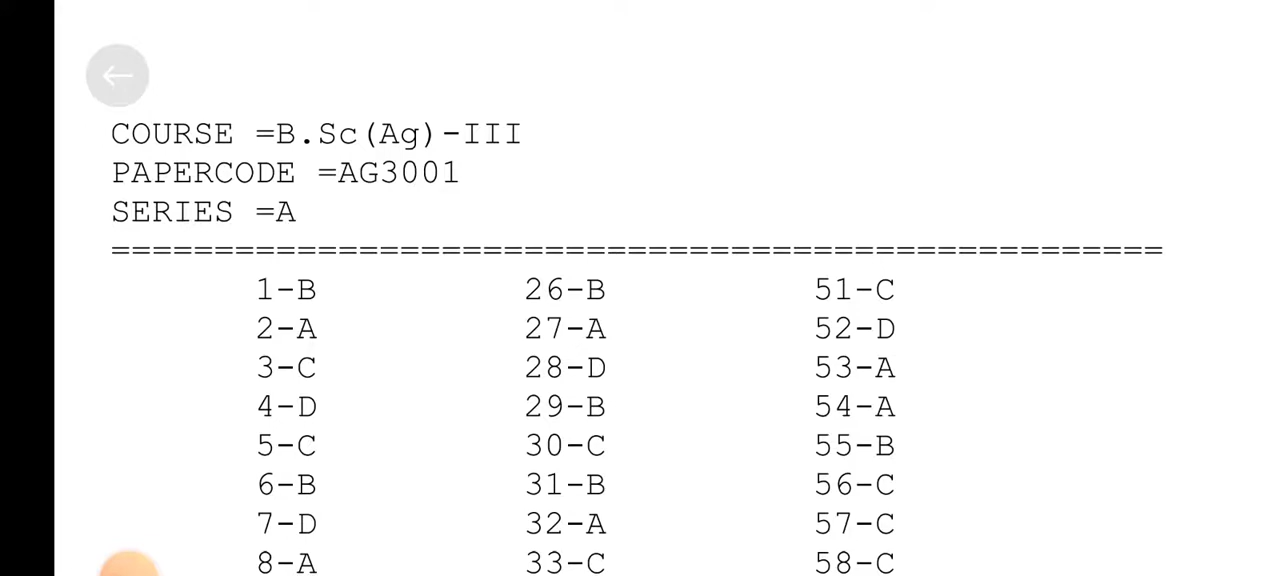 COURSE =B.Sc(Ag)-III
PAPERCODE =AG3001
SERIES =A
===================================================
1-B 26-B 51-C
2-A 27-A 52-D
3-C 28-D 53-A
4-D 29-B 54-A
5-C 30-C 55-B
6-B 31-B 56-C
7-D 32-A 57-C
8-A 33-C 58-C